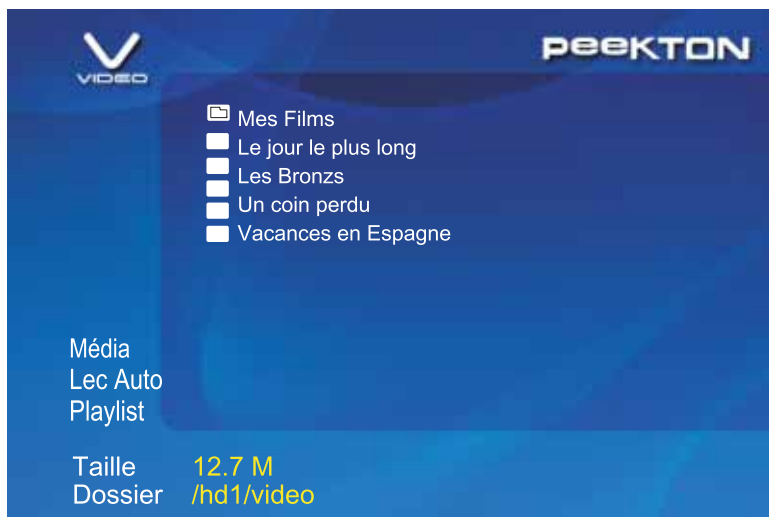 V
VIDEO
PEEKTON
Mes Films
Le jour le plus long
Les Bronzs
Un coin perdu
Vacances en Espagne
Média
Lec Auto
Playlist
Taille 12.7 M
Dossier /hd1/video